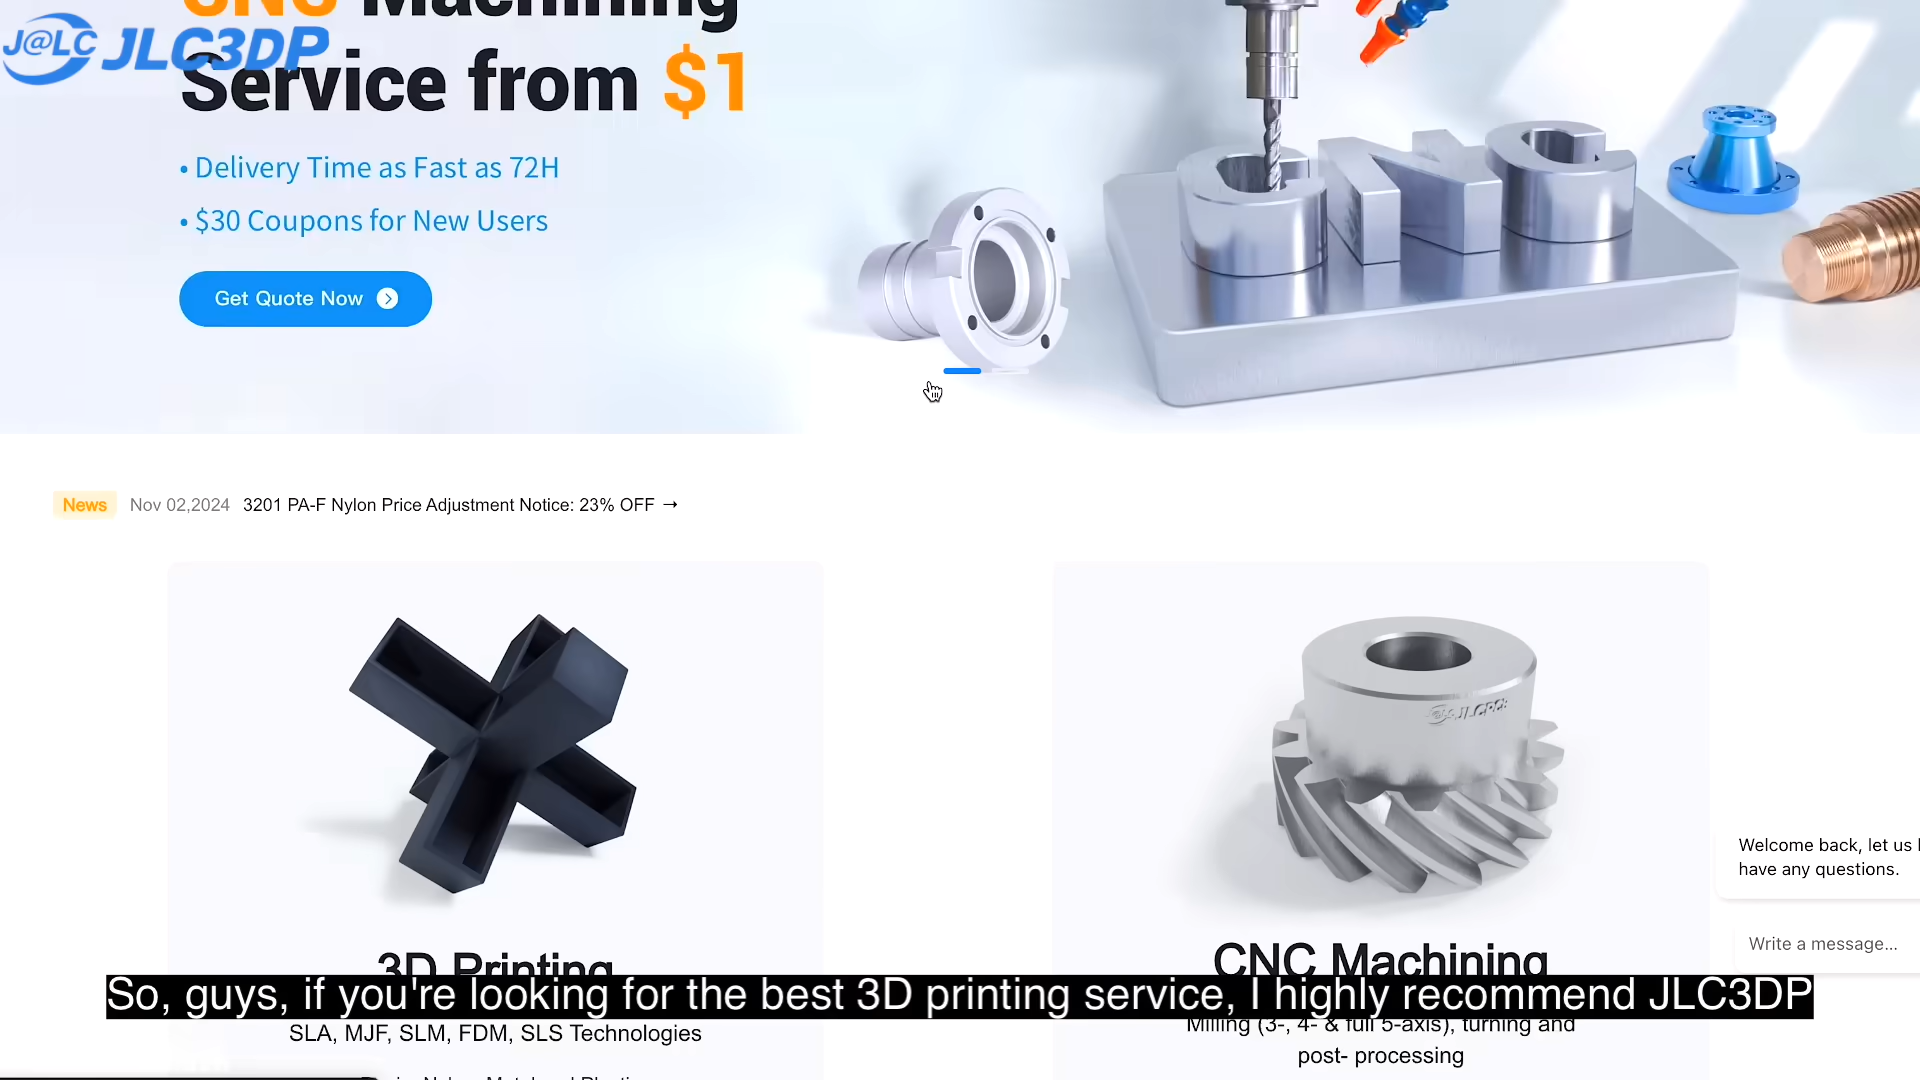 CNC Machining
J@LC JLC3DP
Service from $1
• Delivery Time as Fast as 72H
• $30 Coupons for New Users
Get Quote Now
News Nov 02,2024 3201 PA-F Nylon Price Adjustment Notice: 23% OFF →
JLCPCB
Welcome back, let us
have any questions.
Write a message...
3D Printing
CNC Machining
So, guys, if you're looking for the best 3D printing service, I highly recommend JLC3DP
SLA, MJF, SLM, FDM, SLS Technologies
Milling (3-, 4- & full 5-axis), turning and
post- processing